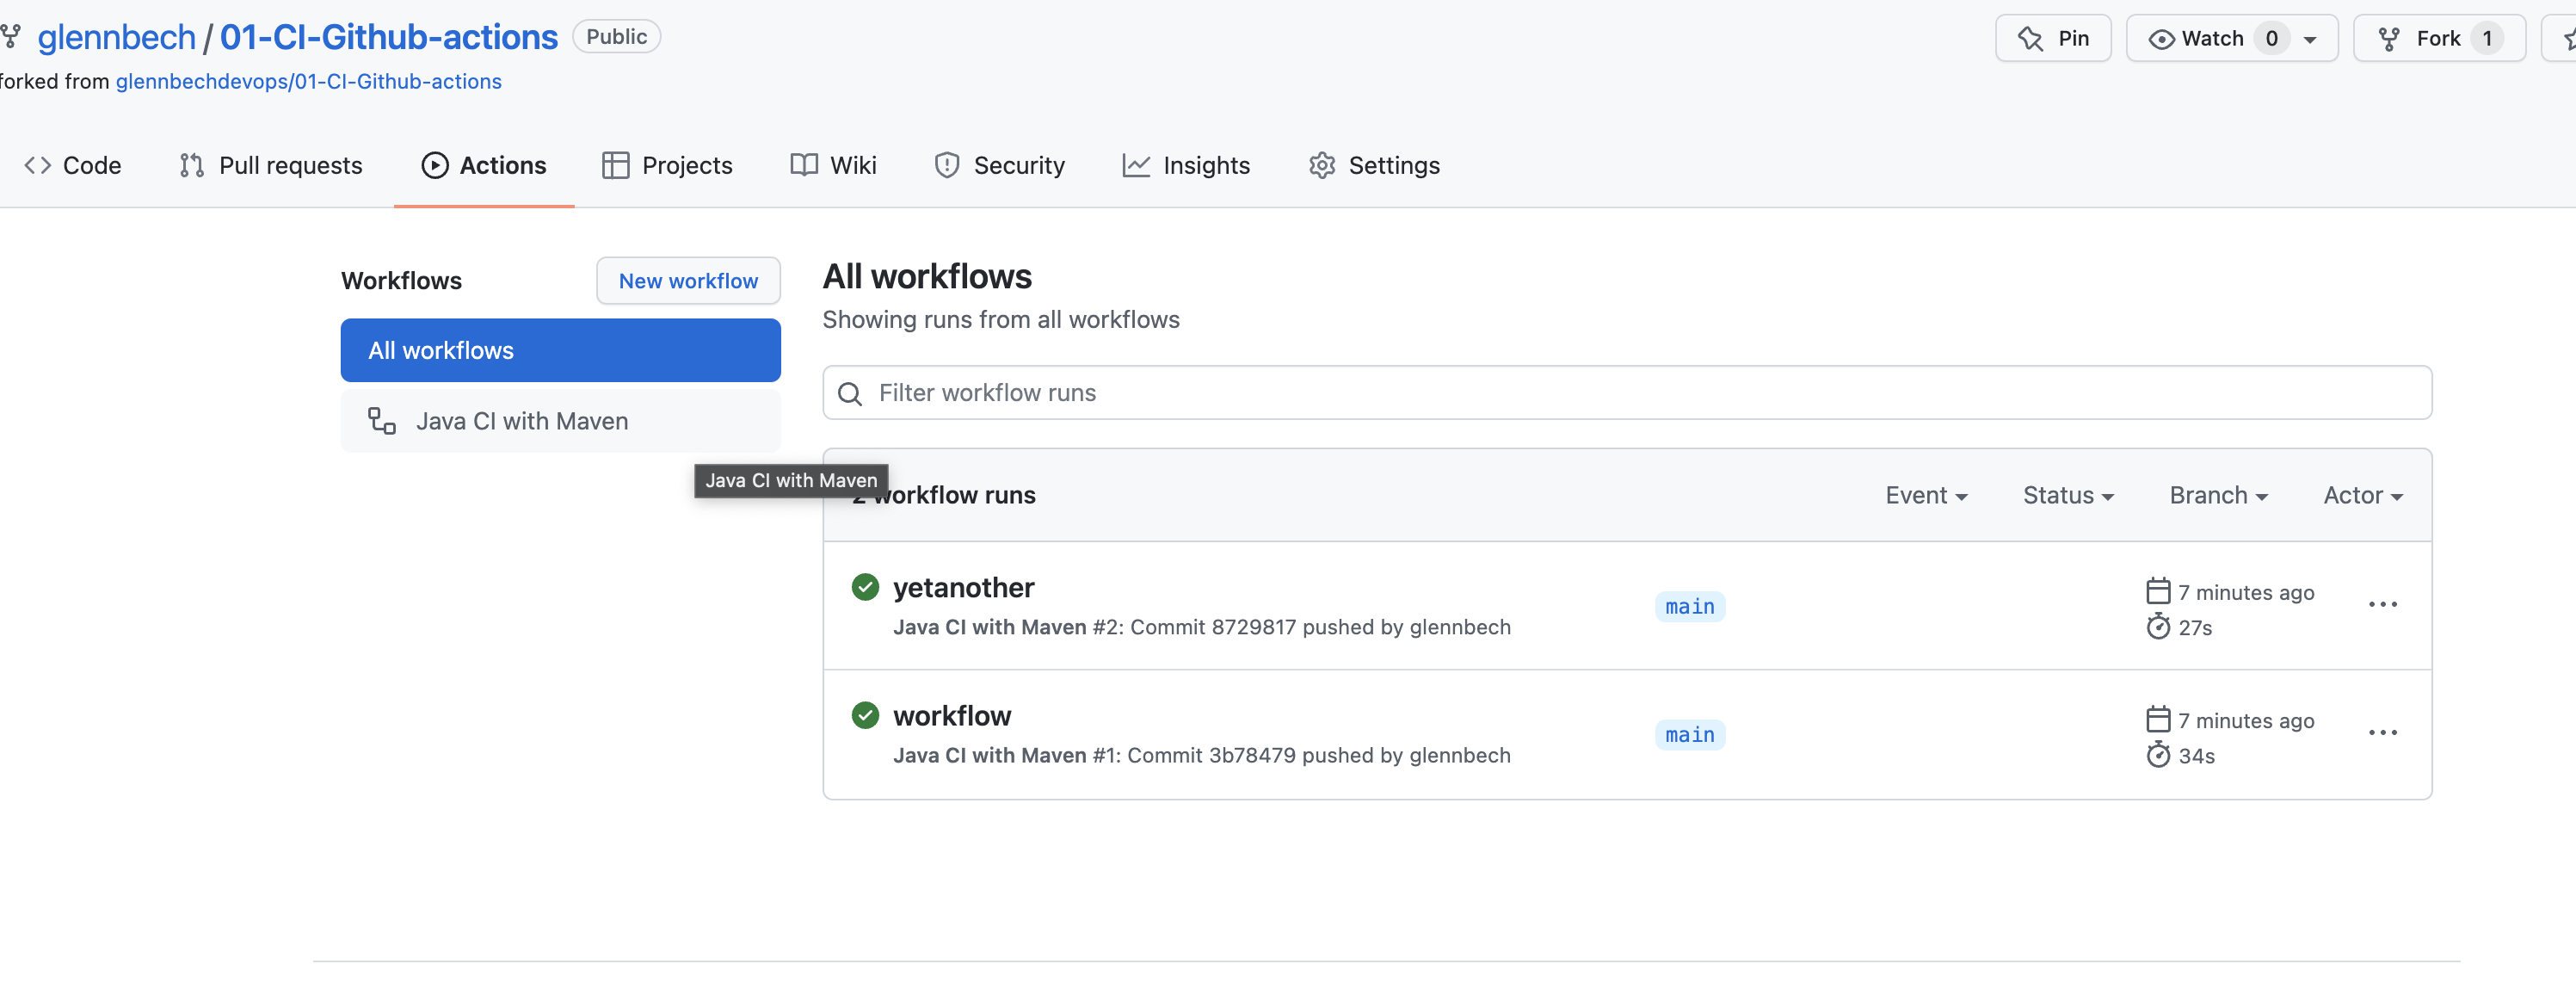 glennbech / 01-CI-Github-actions Public Pin Watch 0 Fork 1
forked from glennbechdevops/01-CI-Github-actions
Code Pull requests Actions Projects Wiki Security Insights Settings
Workflows New workflow
All workflows
Java CI with Maven
Java CI with Maven
All workflows
Showing runs from all workflows
Filter workflow runs
2 workflow runs Event Status Branch Actor
yetanother
Java CI with Maven #2: Commit 8729817 pushed by glennbech
main
7 minutes ago
27s
workflow
Java CI with Maven #1: Commit 3b78479 pushed by glennbech
main
7 minutes ago
34s